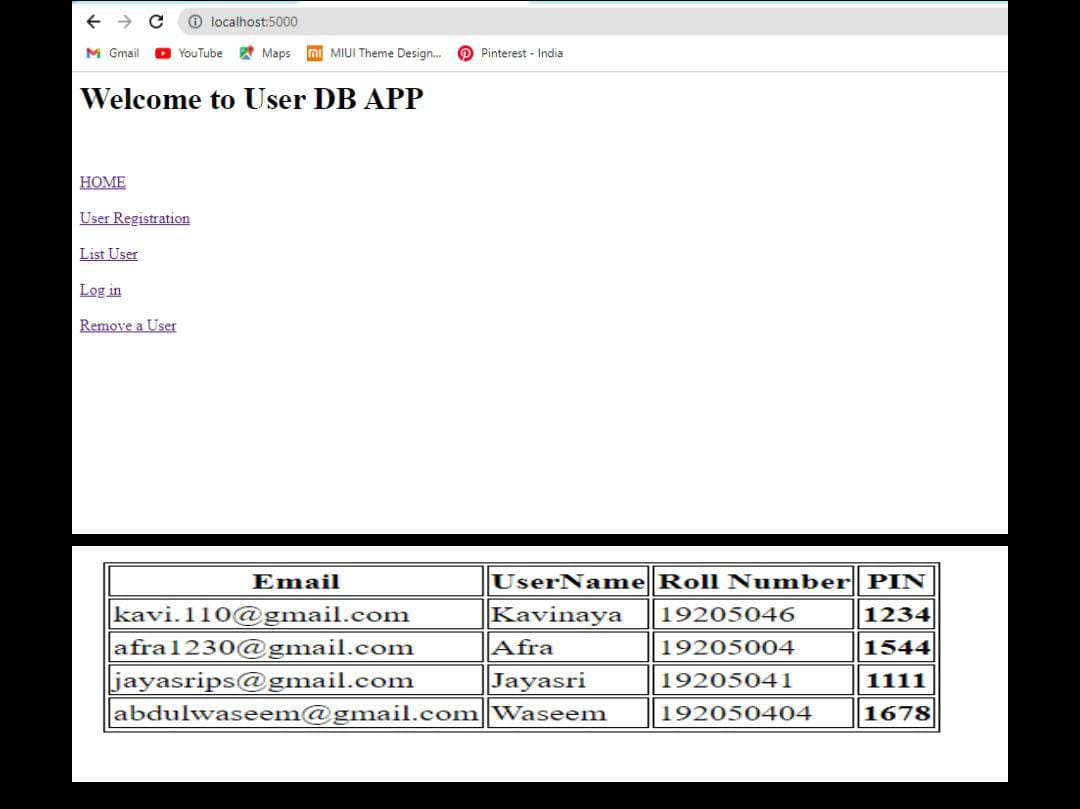 localhost:5000
Gmail YouTube Maps mi MIUI Theme Design... Pinterest - India
Welcome to User DB APP
HOME
User Registration
List User
Log in
Remove a User
Email UserName Roll Number PIN
kavi.110@gmail.com Kavinaya 19205046 1234
afra1230@gmail.com Afra 19205004 1544
jayasrips@gmail.com Jayasri 19205041 1111
abdulwaseem@gmail.com Waseem 192050404 1678